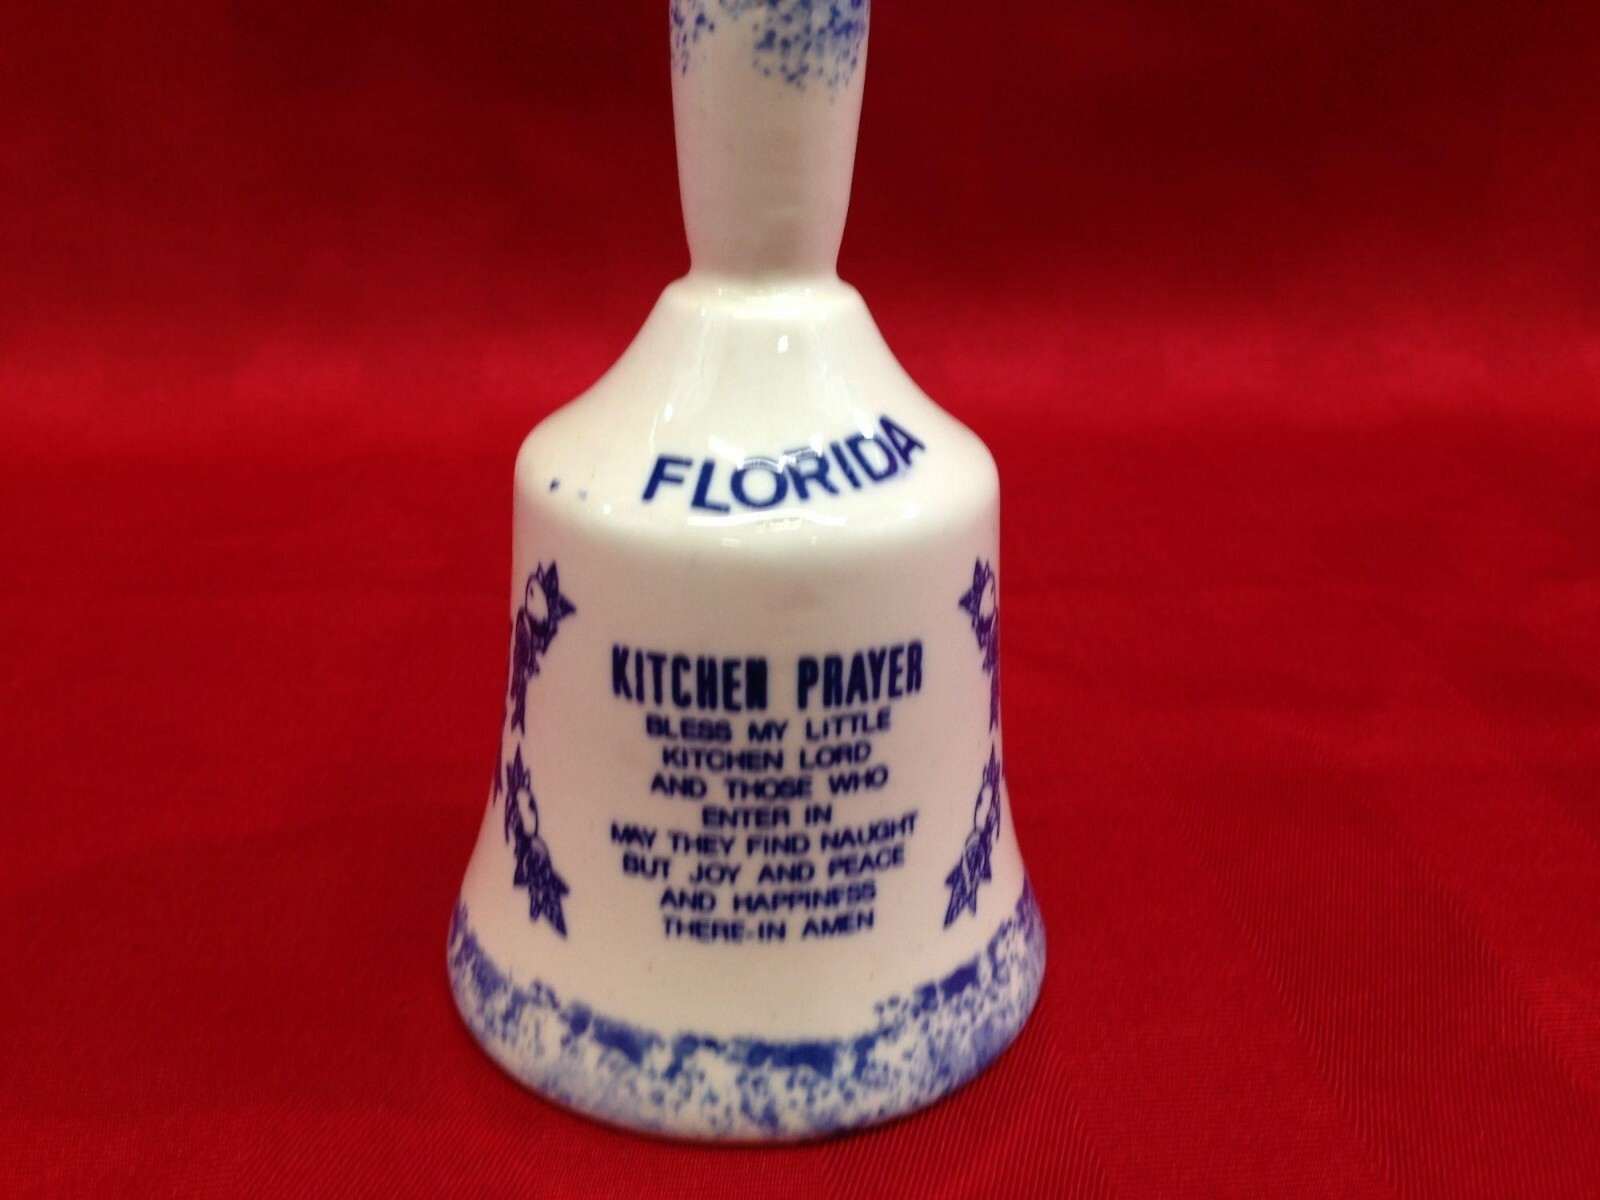 FLORIDA
KITCHEN PRAYER
BLESS MY LITTLE
KITCHEN LORD
AND THOSE WHO
ENTER IN
MAY THEY FIND NAUGHT
BUT JOY AND PEACE
AND HAPPINESS
THERE-IN AMEN